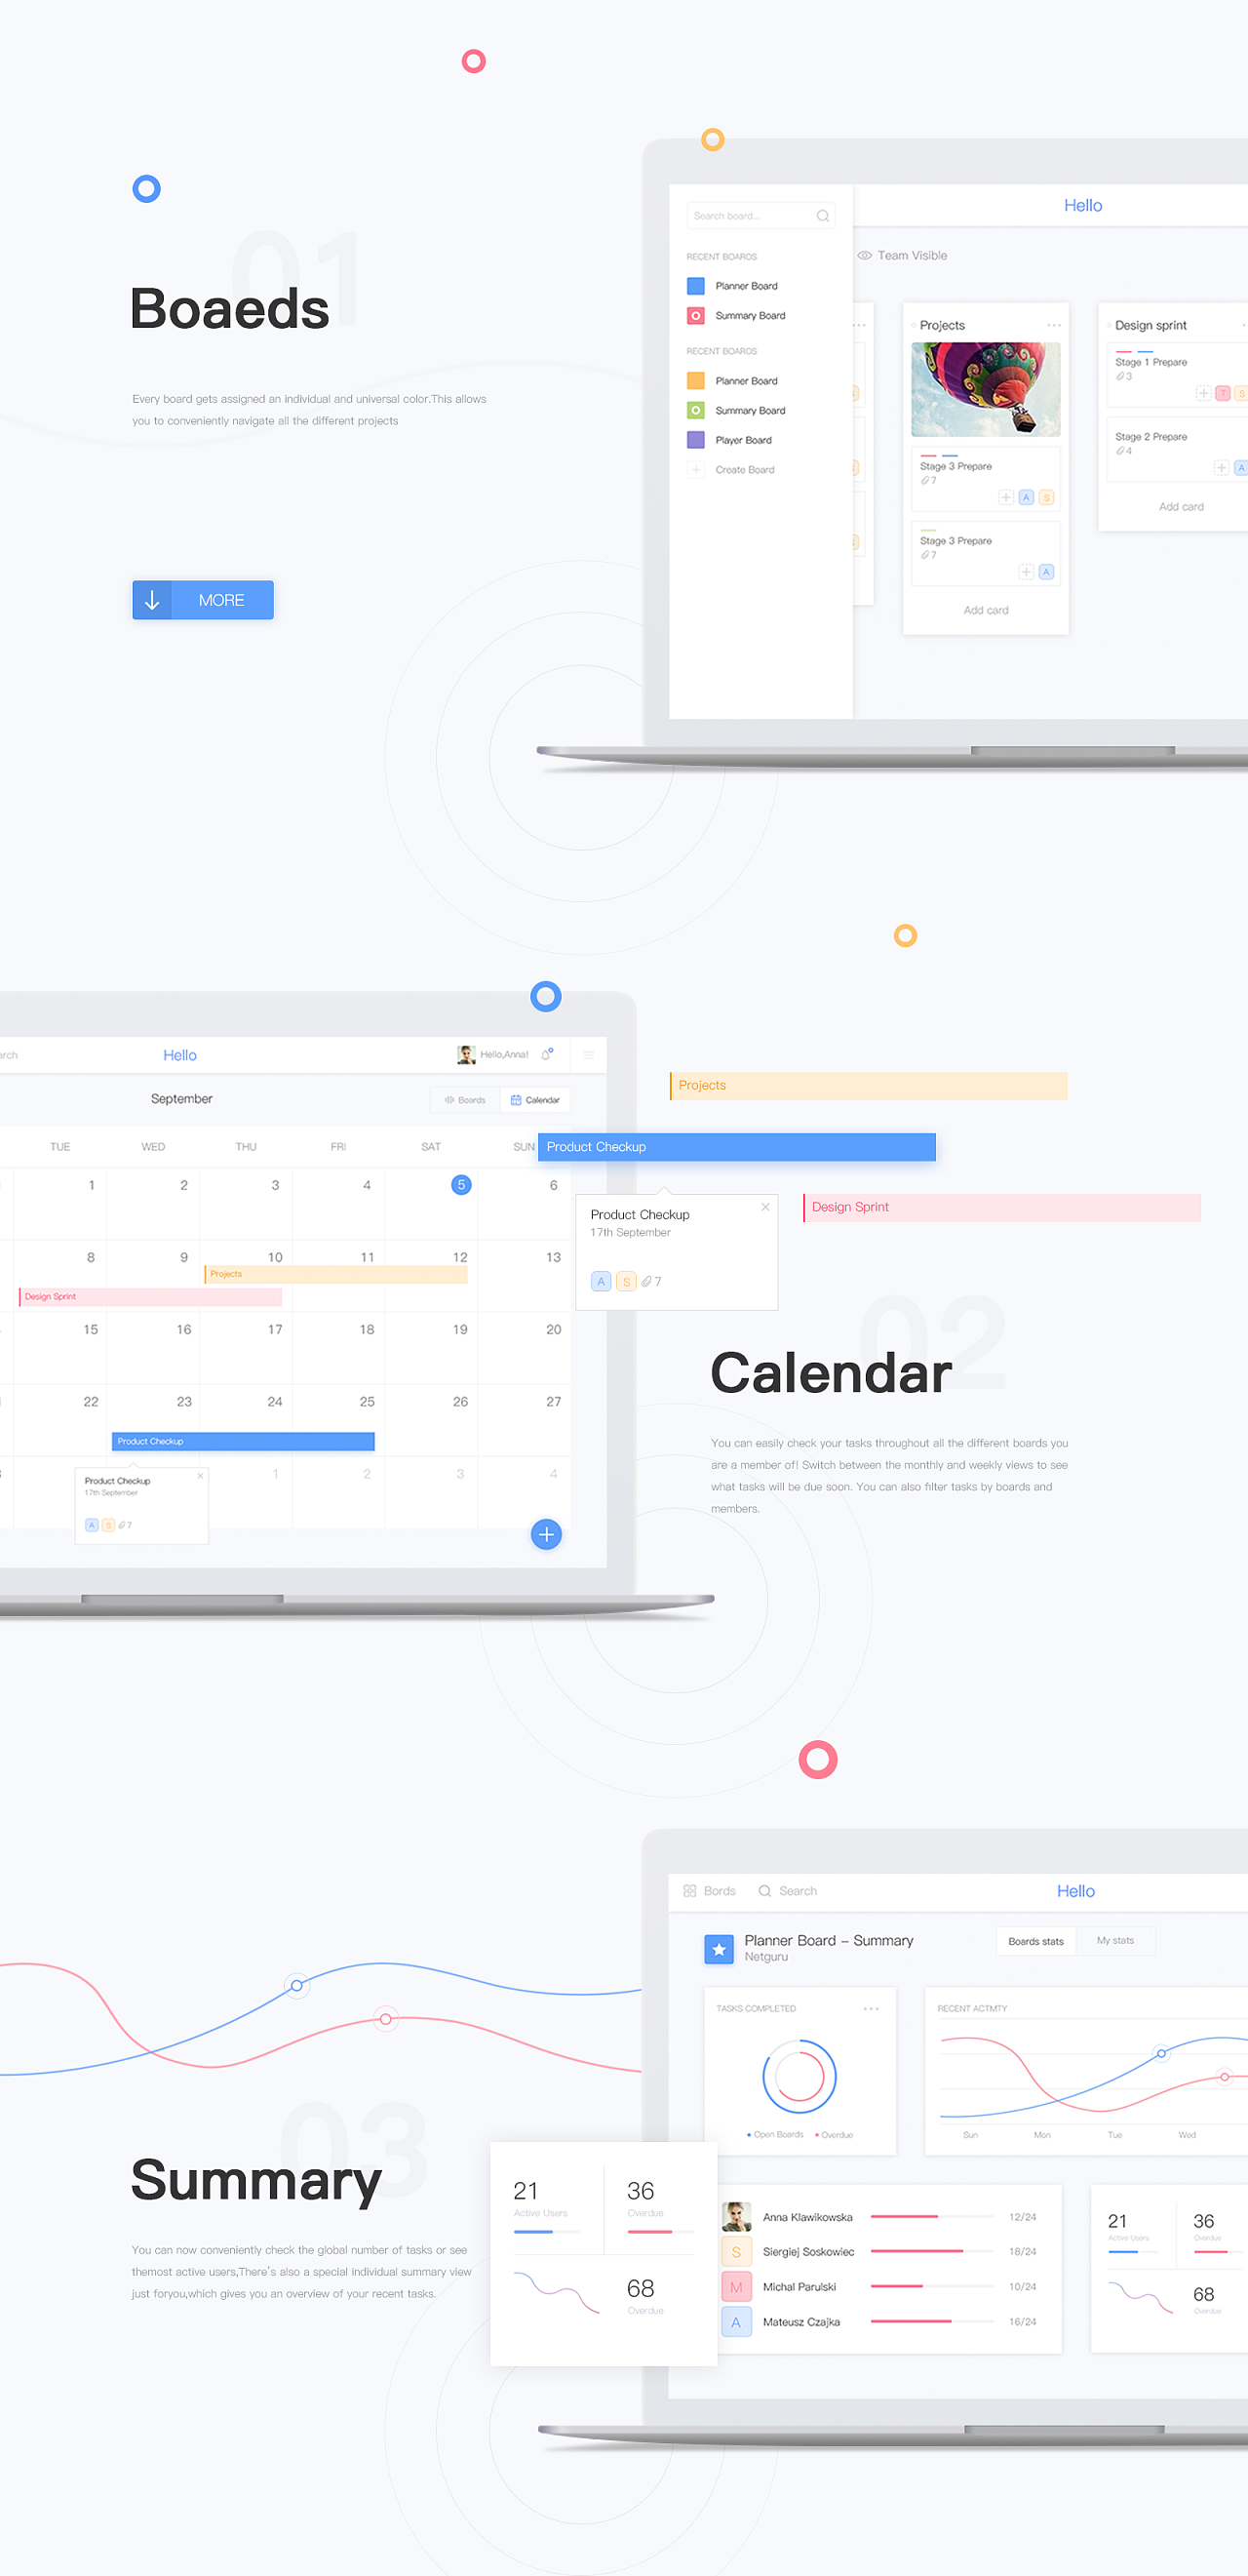 01
Boaeds
Every board gets assigned an individual and universal color.This allows
you to conveniently navigate all the different projects
MORE
Search board...
RECENT BOAROS
Planner Board
Summary Board
RECENT BOAROS
Planner Board
Summary Board
Player Board
Create Board
Hello
Team Visible
Projects
Stage 3 Prepare
7
A S
Stage 3 Prepare
7
A
Add card
Design sprint
Stage 1 Prepare
3
T S
Stage 2 Prepare
4
A
Add card
arch
Hello
Hello,Anna!
September
Boards
Calendar
TUE WED THU FRI SAT SUN
1 2 3 4 5 6
8 9 10 11 12 13
Projects
Design Sprint
15 16 17 18 19 20
22 23 24 25 26 27
Product Checkup
1 2 3 4
Product Checkup
17th September
A S 7
Projects
Product Checkup
Design Sprint
Product Checkup
17th September
A S 7
02
Calendar
You can easily check your tasks throughout all the different boards you
are a member of! Switch between the monthly and weekly views to see
what tasks will be due soon. You can also filter tasks by boards and
members.
03
Summary
You can now conveniently check the global number of tasks or see
themost active users,There's also a special individual summary view
just foryou,which gives you an overview of your recent tasks.
21
Active Users
36
Overdue
68
Overdue
Bords
Search
Hello
Planner Board – Summary
Netguru
Boards stats
My stats
TASKS COMPLETED
Open Boards
Overdue
RECENT ACTMTY
Sun Mon Tue Wed
Anna Klawikowska 12/24
S Siergiej Soskowiec 18/24
M Michal Parulski 10/24
A Mateusz Czajka 16/24
21
Active Users
36
Overdue
68
Overdue